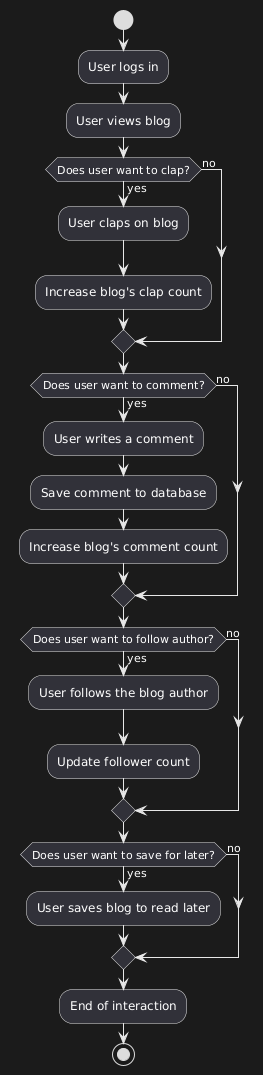 User logs in
User views blog
Does user want to clap?
no
yes
User claps on blog
Increase blog's clap count
Does user want to comment?
no
yes
User writes a comment
Save comment to database
Increase blog's comment count
Does user want to follow author?
no
yes
User follows the blog author
Update follower count
Does user want to save for later?
no
yes
User saves blog to read later
End of interaction